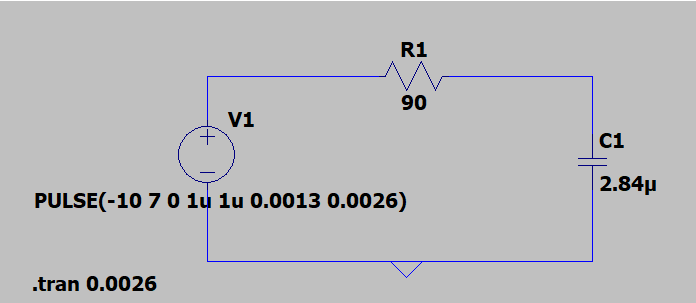 R1
90
V1
C1
2.84µ
PULSE(-10 7 0 1u 1u 0.0013 0.0026)
.tran 0.0026